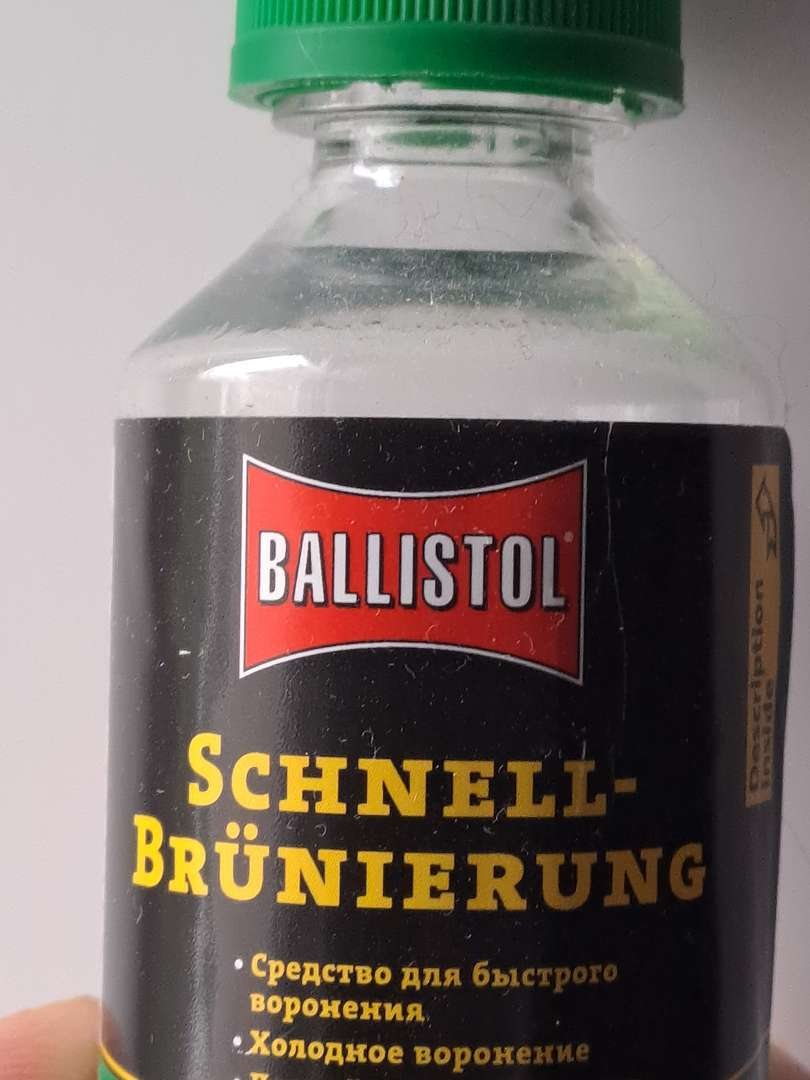 BALLISTOL®
SCHNELL-
BRÜNIERUNG
• Средство для быстрого
воронения
• Холодное воронение
Description
inside